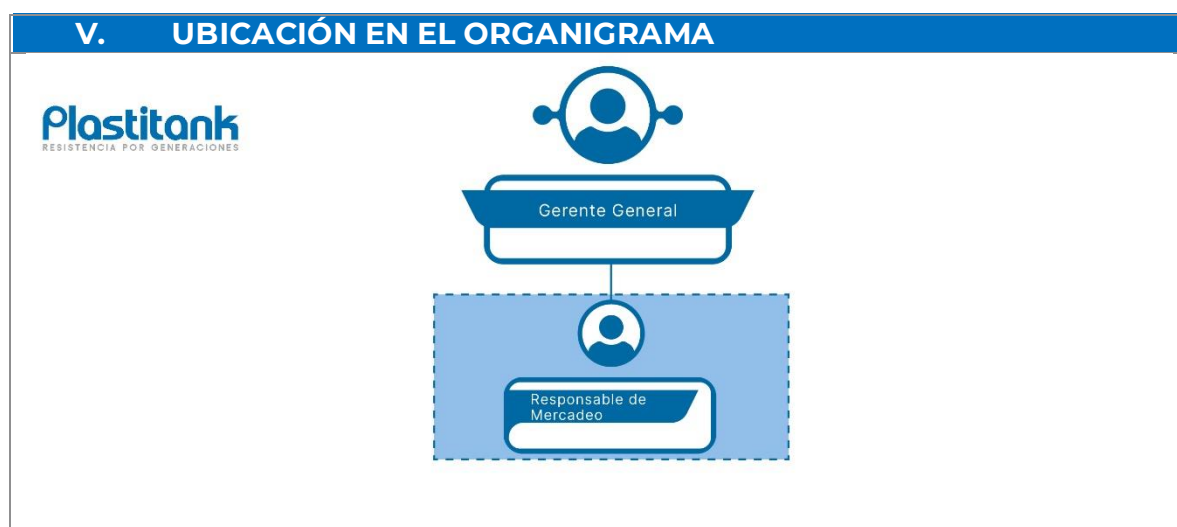 V. UBICACIÓN EN EL ORGANIGRAMA
Plastitank
RESISTENCIA POR GENERACIONES
Gerente General
Responsable de
Mercadeo